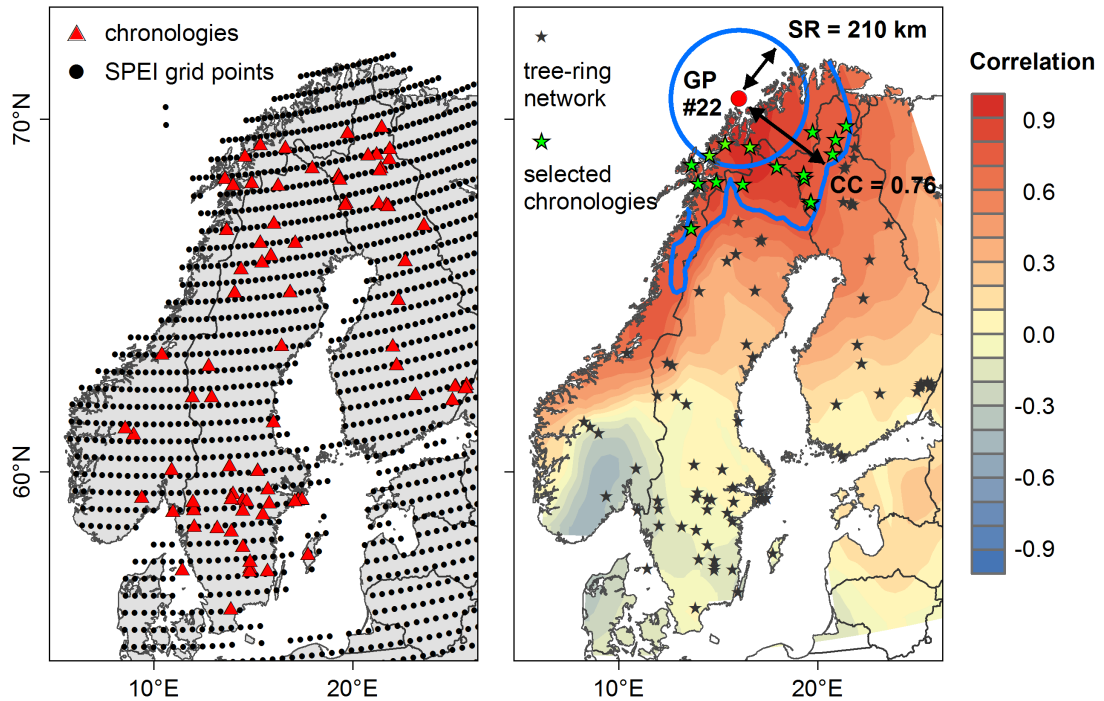 chronologies
SPEI grid points
70°N
60°N
10°E
20°E
tree-ring
network
selected
chronologies
SR = 210 km
GP
#22
CC = 0.76
10°E
20°E
Correlation
0.9
0.6
0.3
0.0
-0.3
-0.6
-0.9